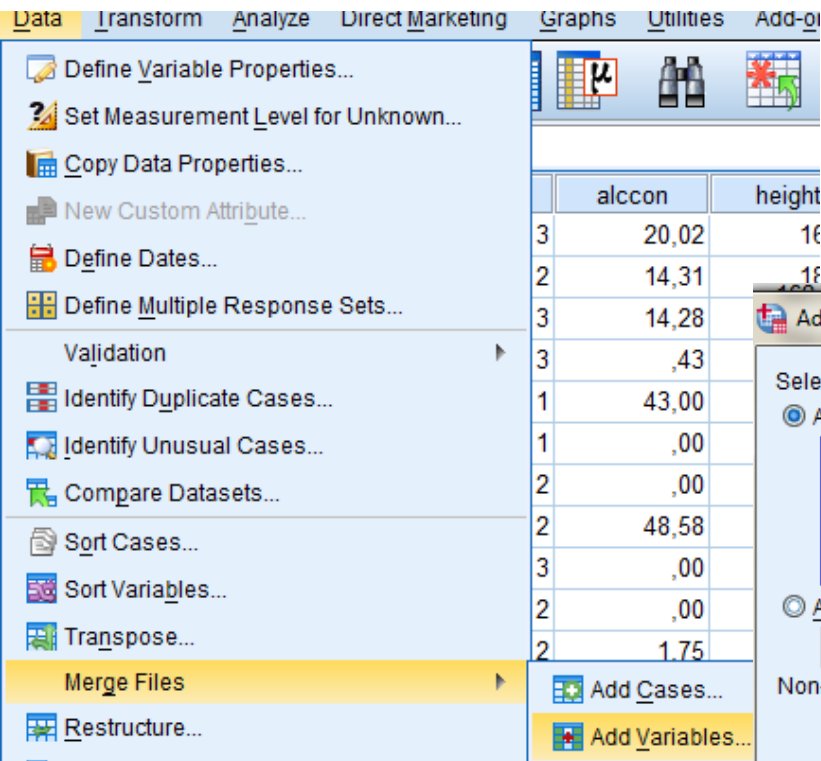 Data Transform Analyze Direct Marketing Graphs Utilities
Define Variable Properties...
Set Measurement Level for Unknown...
Copy Data Properties...
New Custom Attribute...
Define Dates...
Define Multiple Response Sets...
Validation
Identify Duplicate Cases...
Identify Unusual Cases...
Compare Datasets...
Sort Cases...
Sort Variables...
Transpose...
Merge Files
Restructure...
Add Cases...
Add Variables...
μ
alccon height
3 20,02 16
2 14,31 18
3 14,28
3 ,43
1 43,00
1 ,00
2 ,00
2 48,58
3 ,00
2 ,00
2 1,75